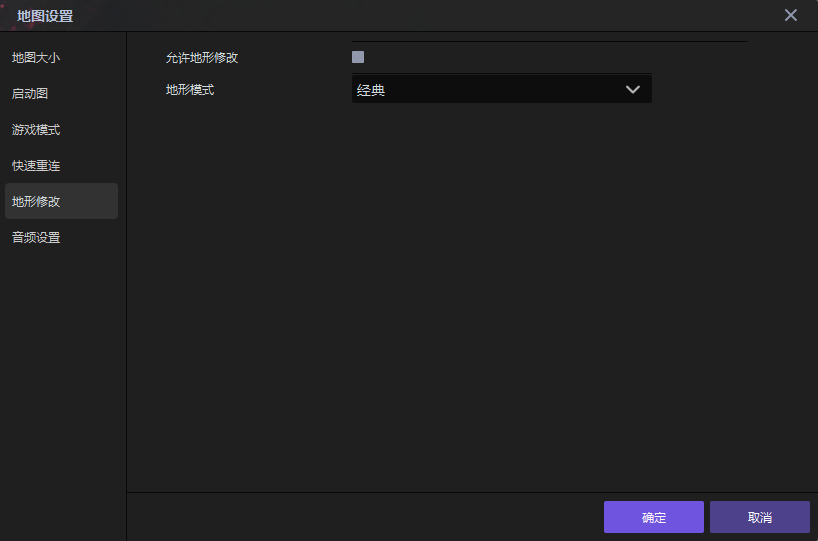 地图设置
地图大小
启动图
游戏模式
快速重连
地形修改
音频设置
允许地形修改
地形模式
经典
确定
取消